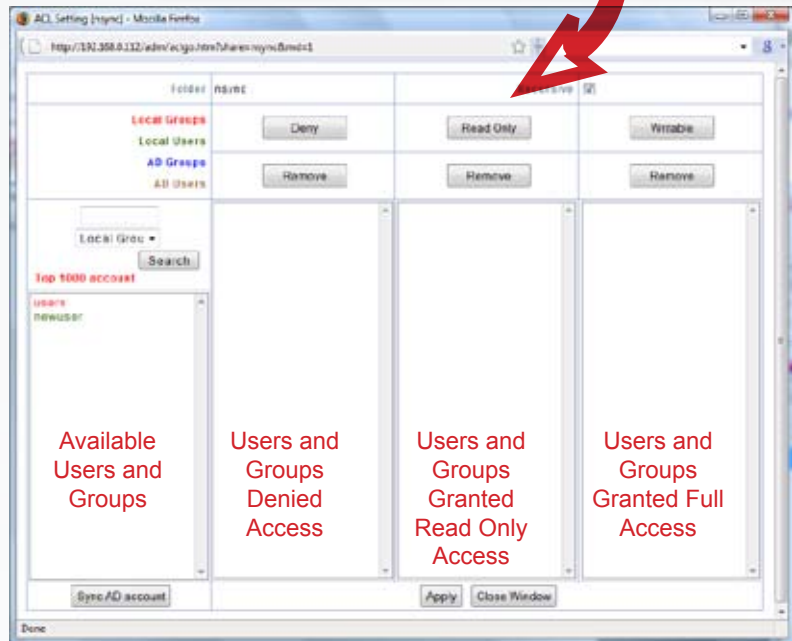 ACL Setting [nsync] - Mozilla Firefox
Folder nsync Recursive
Local Groups
Local Users
AD Groups
AD Users
Deny Read Only Writable
Remove Remove Remove
Local Grou
Search
Top 1000 account
users
newuser
Available
Users and
Groups
Users and
Groups
Denied
Access
Users and
Groups
Granted
Read Only
Access
Users and
Groups
Granted Full
Access
Sync AD account Apply Close Window
Done